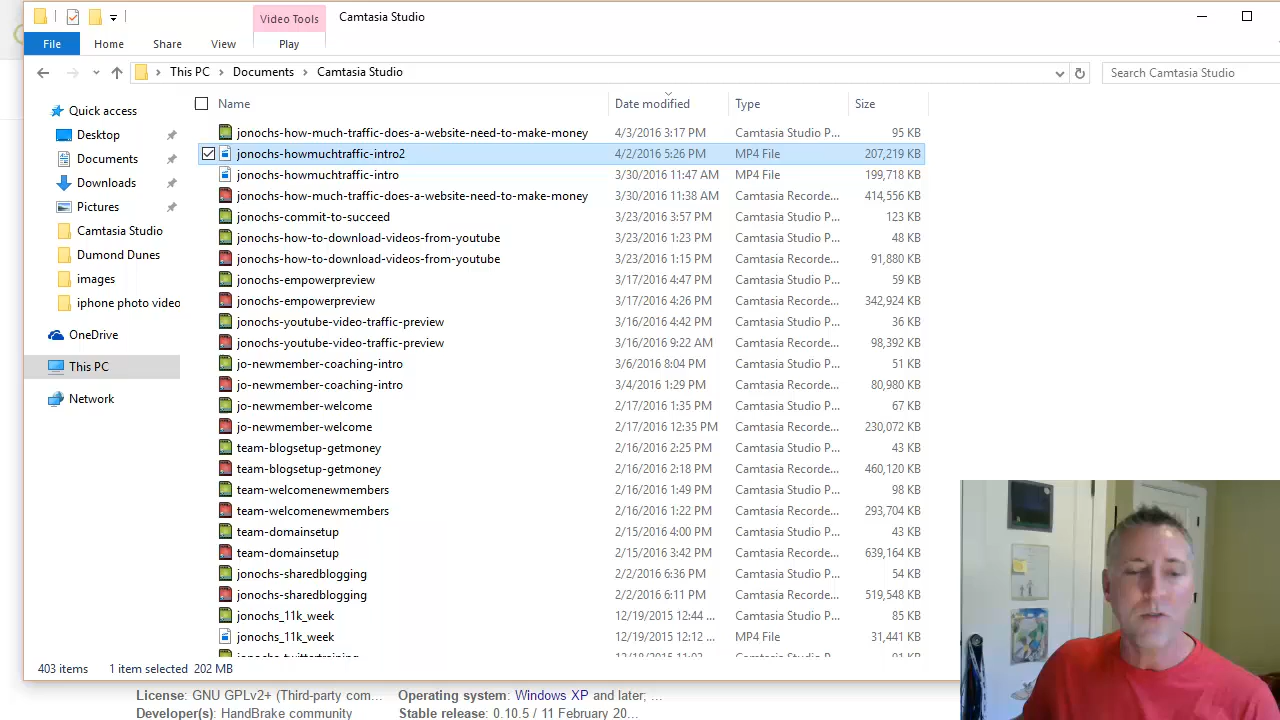 Video Tools Camtasia Studio
File Home Share View Play
This PC Documents Camtasia Studio Search Camtasia Studio
Name Date modified Type Size
Quick access
Desktop
Documents
Downloads
Pictures
Camtasia Studio
Dumond Dunes
images
iphone photo video
OneDrive
This PC
Network
jonochs-how-much-traffic-does-a-website-need-to-make-money 4/3/2016 3:17 PM Camtasia Studio P... 95 KB
jonochs-howmuchtraffic-intro2 4/2/2016 5:26 PM MP4 File 207,219 KB
jonochs-howmuchtraffic-intro 3/30/2016 11:47 AM MP4 File 199,718 KB
jonochs-how-much-traffic-does-a-website-need-to-make-money 3/30/2016 11:38 AM Camtasia Recorde... 414,556 KB
jonochs-commit-to-succeed 3/23/2016 3:57 PM Camtasia Studio P... 123 KB
jonochs-how-to-download-videos-from-youtube 3/23/2016 1:23 PM Camtasia Studio P... 48 KB
jonochs-how-to-download-videos-from-youtube 3/23/2016 1:15 PM Camtasia Recorde... 91,880 KB
jonochs-empowerpreview 3/17/2016 4:47 PM Camtasia Studio P... 59 KB
jonochs-empowerpreview 3/17/2016 4:26 PM Camtasia Recorde... 342,924 KB
jonochs-youtube-video-traffic-preview 3/16/2016 4:42 PM Camtasia Studio P... 36 KB
jonochs-youtube-video-traffic-preview 3/16/2016 9:22 AM Camtasia Recorde... 98,392 KB
jo-newmember-coaching-intro 3/6/2016 8:04 PM Camtasia Studio P... 51 KB
jo-newmember-coaching-intro 3/4/2016 1:29 PM Camtasia Recorde... 80,980 KB
jo-newmember-welcome 2/17/2016 1:35 PM Camtasia Studio P... 67 KB
jo-newmember-welcome 2/17/2016 12:35 PM Camtasia Recorde... 230,072 KB
team-blogsetup-getmoney 2/16/2016 2:25 PM Camtasia Studio P... 43 KB
team-blogsetup-getmoney 2/16/2016 2:18 PM Camtasia Recorde... 460,120 KB
team-welcomenewmembers 2/16/2016 1:49 PM Camtasia Studio P... 98 KB
team-welcomenewmembers 2/16/2016 1:22 PM Camtasia Recorde... 293,704 KB
team-domainsetup 2/15/2016 4:00 PM Camtasia Studio P... 43 KB
team-domainsetup 2/15/2016 3:42 PM Camtasia Recorde... 639,164 KB
jonochs-sharedblogging 2/2/2016 6:36 PM Camtasia Studio P... 54 KB
jonochs-sharedblogging 2/2/2016 6:11 PM Camtasia Recorde... 519,548 KB
jonochs_11k_week 12/19/2015 12:44 ... Camtasia Studio P... 85 KB
jonochs_11k_week 12/19/2015 12:12 ... MP4 File 31,441 KB
403 items 1 item selected 202 MB
License: GNU GPLv2+ (Third-party com... Operating system: Windows XP and later; ...
Developer(s): HandBrake community Stable release: 0.10.5 / 11 February 20...